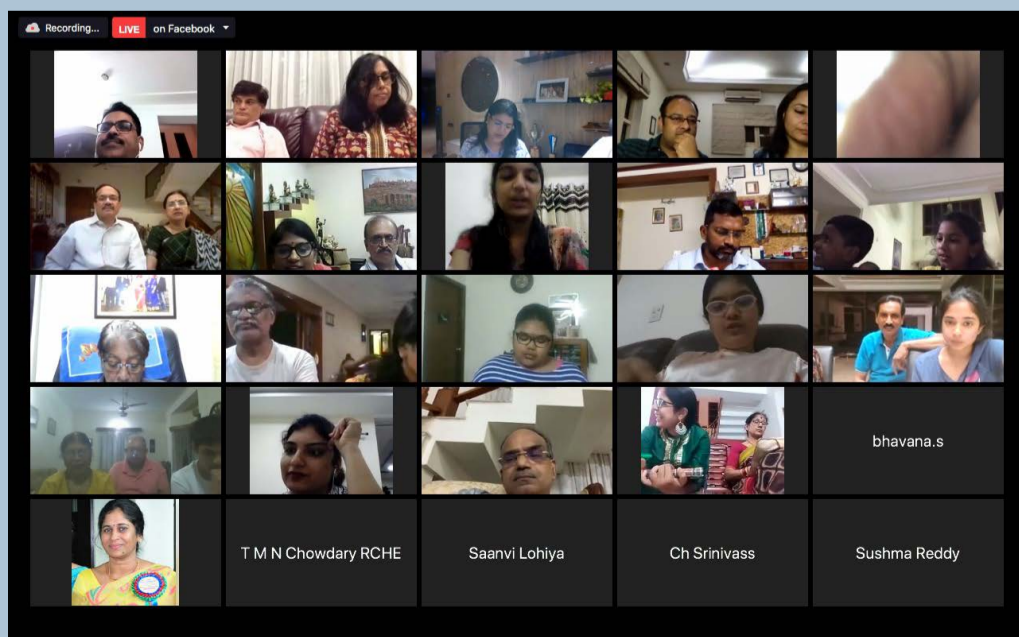 Recording...
LIVE on Facebook
bhavana.s
T M N Chowdary RCHE
Saanvi Lohiya
Ch Srinivass
Sushma Reddy